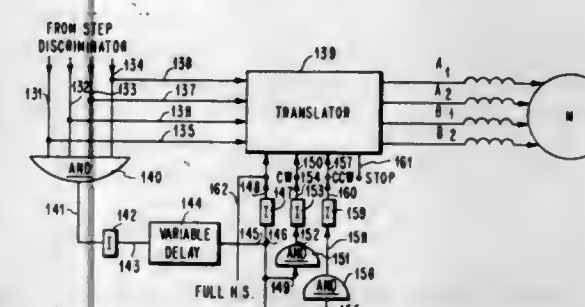 FROM STEP
DISCRIMINATOR
134
136
139
131
132
133
137
138
135
TRANSLATOR
A1
A2
B1
B2
M
AND
140
141
142
I
143
144
VARIABLE
DELAY
162
148
I
147
145
146
FULL H.S.
CW
150
154
I
153
152
AND
151
149
157
CCW
160
I
159
158
AND
156
161
STOP